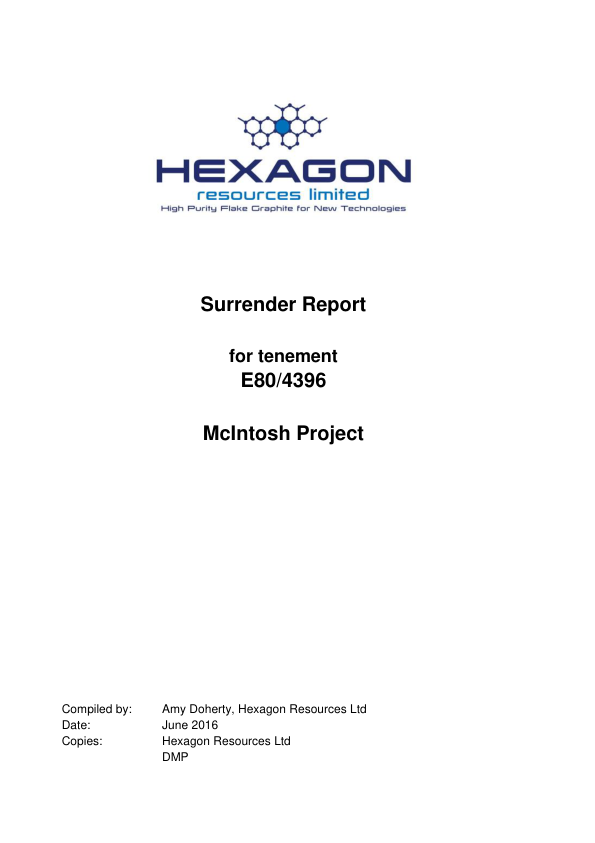 HEXAGON
resources limited
High Purity Flake Graphite for New Technologies
Surrender Report
for tenement
E80/4396
McIntosh Project
Compiled by: Amy Doherty, Hexagon Resources Ltd
Date: June 2016
Copies: Hexagon Resources Ltd
DMP